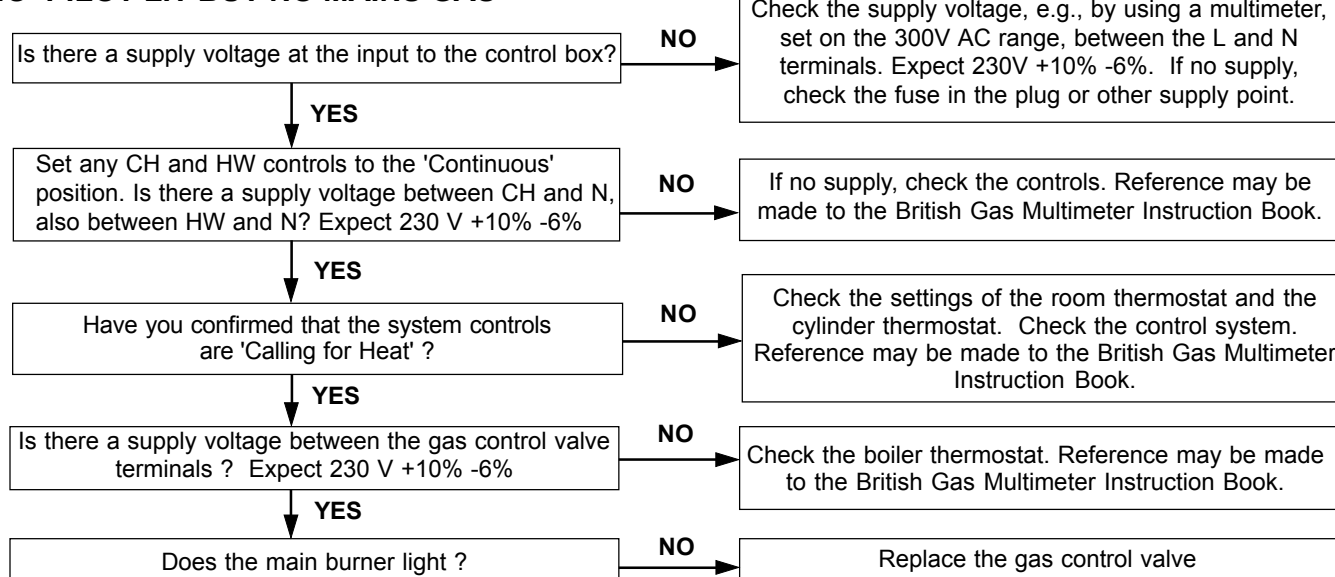 PILOT LIT BUT NO MAINS GAS
Is there a supply voltage at the input to the control box?
NO
Check the supply voltage, e.g., by using a multimeter,
set on the 300V AC range, between the L and N
terminals. Expect 230V +10% -6%. If no supply,
check the fuse in the plug or other supply point.
YES
Set any CH and HW controls to the 'Continuous'
position. Is there a supply voltage between CH and N,
also between HW and N? Expect 230 V +10% -6%
NO
If no supply, check the controls. Reference may be
made to the British Gas Multimeter Instruction Book.
YES
Have you confirmed that the system controls
are 'Calling for Heat' ?
NO
Check the settings of the room thermostat and the
cylinder thermostat. Check the control system.
Reference may be made to the British Gas Multimeter
Instruction Book.
YES
Is there a supply voltage between the gas control valve
terminals ? Expect 230 V +10% -6%
NO
Check the boiler thermostat. Reference may be made
to the British Gas Multimeter Instruction Book.
YES
Does the main burner light ?
NO
Replace the gas control valve